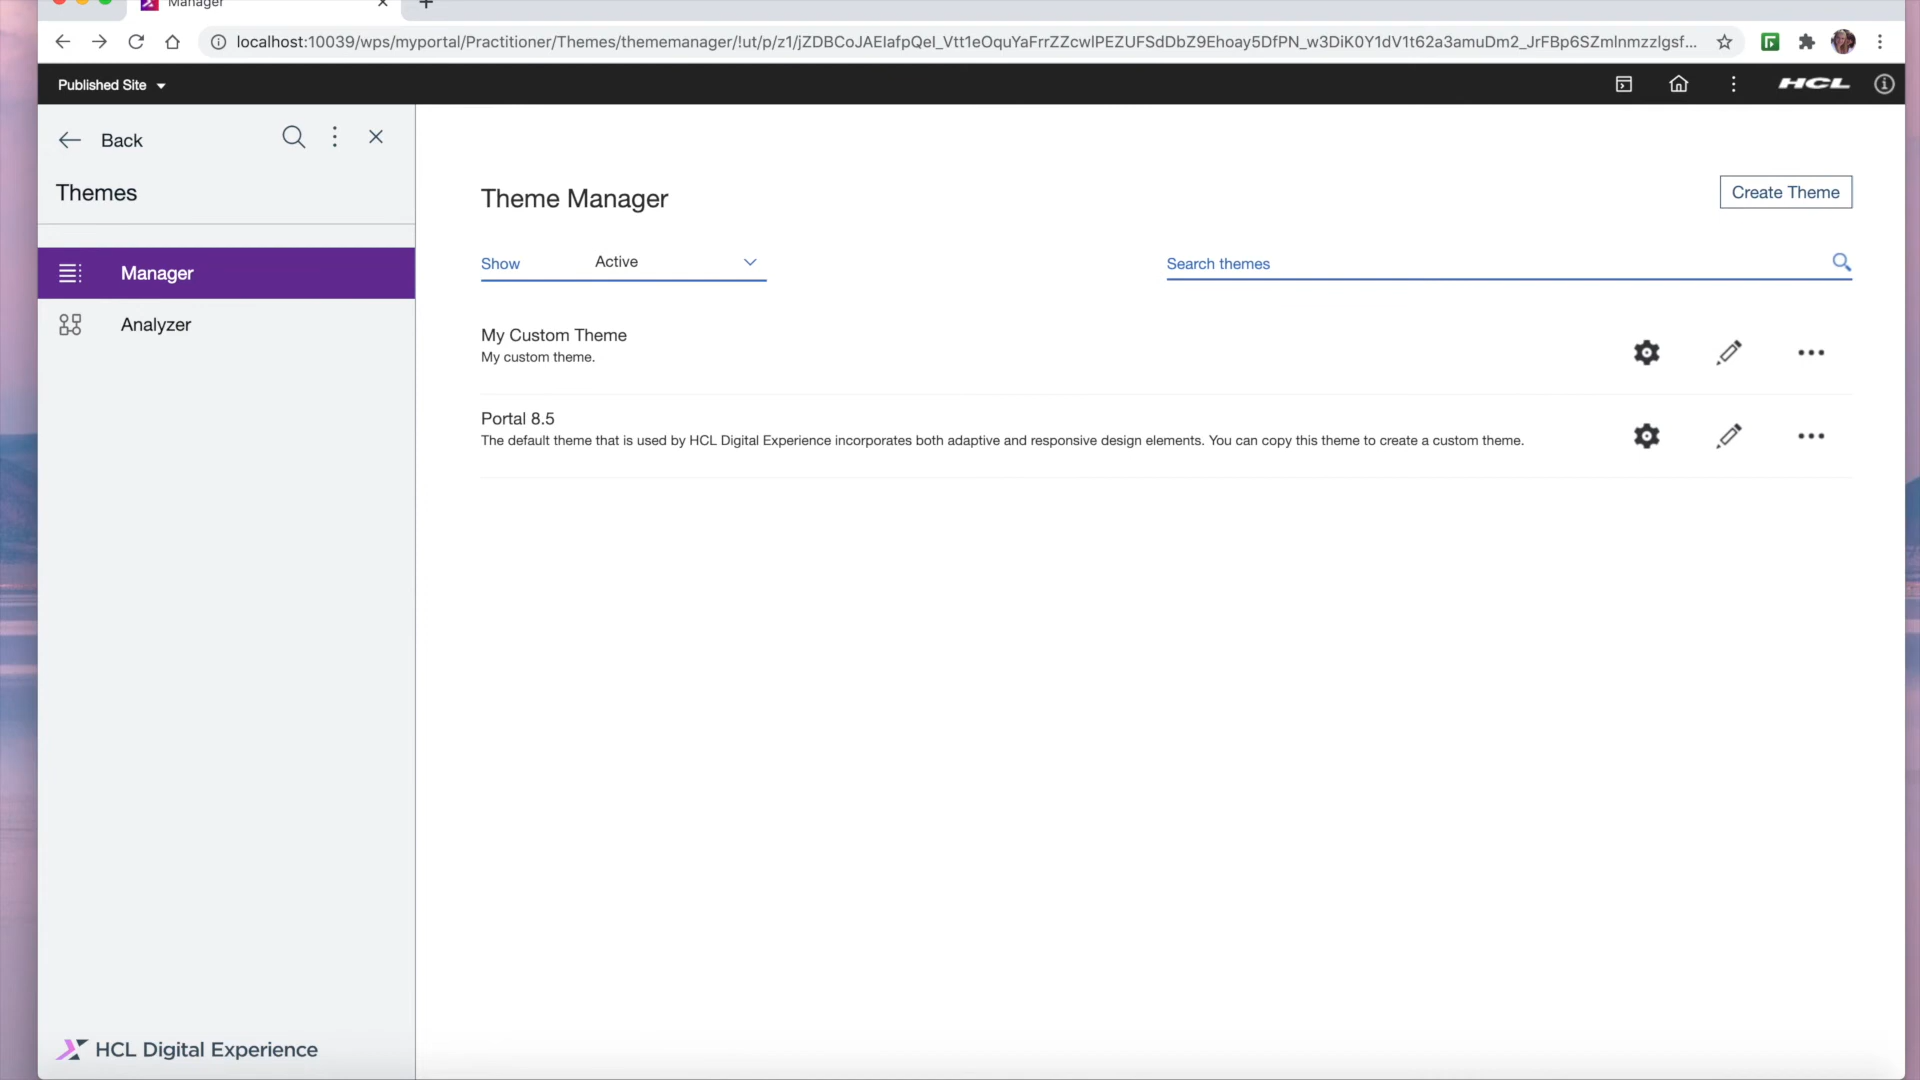 Manager
localhost:10039/wps/myportal/Practitioner/Themes/thememanager/!ut/p/z1/jZDBCoJAEIafpQeI_Vtt1eOquYaFrrZZcwlPEZUFSdDbZ9Ehoay5DfPN_w3DiK0Y1dV1t62a3amuDm2_JrFBp6SZmlnmzzlgsf...
Published Site
HCL
Back
Themes
Manager
Analyzer
Theme Manager
Create Theme
Show Active
Search themes
My Custom Theme
My custom theme.
Portal 8.5
The default theme that is used by HCL Digital Experience incorporates both adaptive and responsive design elements. You can copy this theme to create a custom theme.
HCL Digital Experience